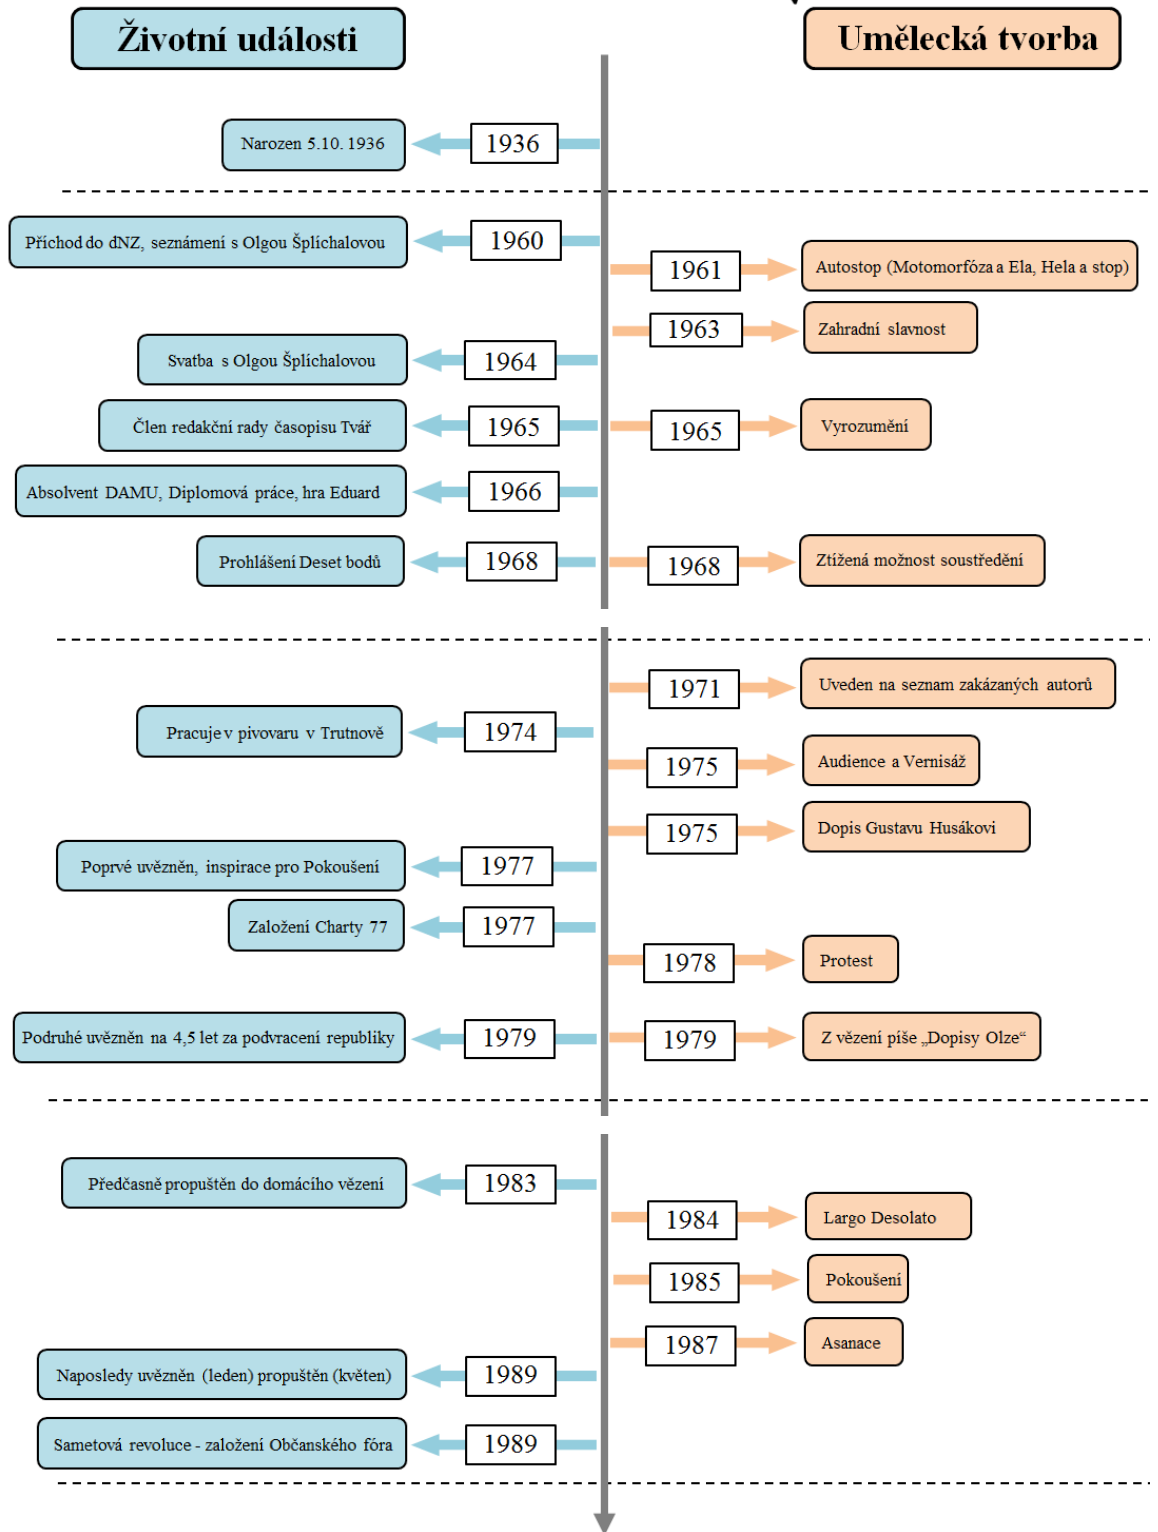 Životní události
Umělecká tvorba
Narozen 5.10. 1936
1936
Příchod do dNZ, seznámení s Olgou Šplíchalovou
1960
1961
Autostop (Motomorfóza a Ela, Hela a stop)
1963
Zahradní slavnost
Svatba s Olgou Šplíchalovou
1964
Člen redakční rady časopisu Tvář
1965
1965
Vyrozumění
Absolvent DAMU, Diplomová práce, hra Eduard
1966
Prohlášení Deset bodů
1968
1968
Ztížená možnost soustředění
1971
Uveden na seznam zakázaných autorů
Pracuje v pivovaru v Trutnově
1974
1975
Audience a Vernisáž
1975
Dopis Gustavu Husákovi
Poprvé uvězněn, inspirace pro Pokoušení
1977
Založení Charty 77
1977
1978
Protest
Podruhé uvězněn na 4,5 let za podvracení republiky
1979
1979
Z vězení píše „Dopisy Olze“
Předčasně propuštěn do domácího vězení
1983
1984
Largo Desolato
1985
Pokoušení
1987
Asanace
Naposledy uvězněn (leden) propuštěn (květen)
1989
Sametová revoluce - založení Občanského fóra
1989